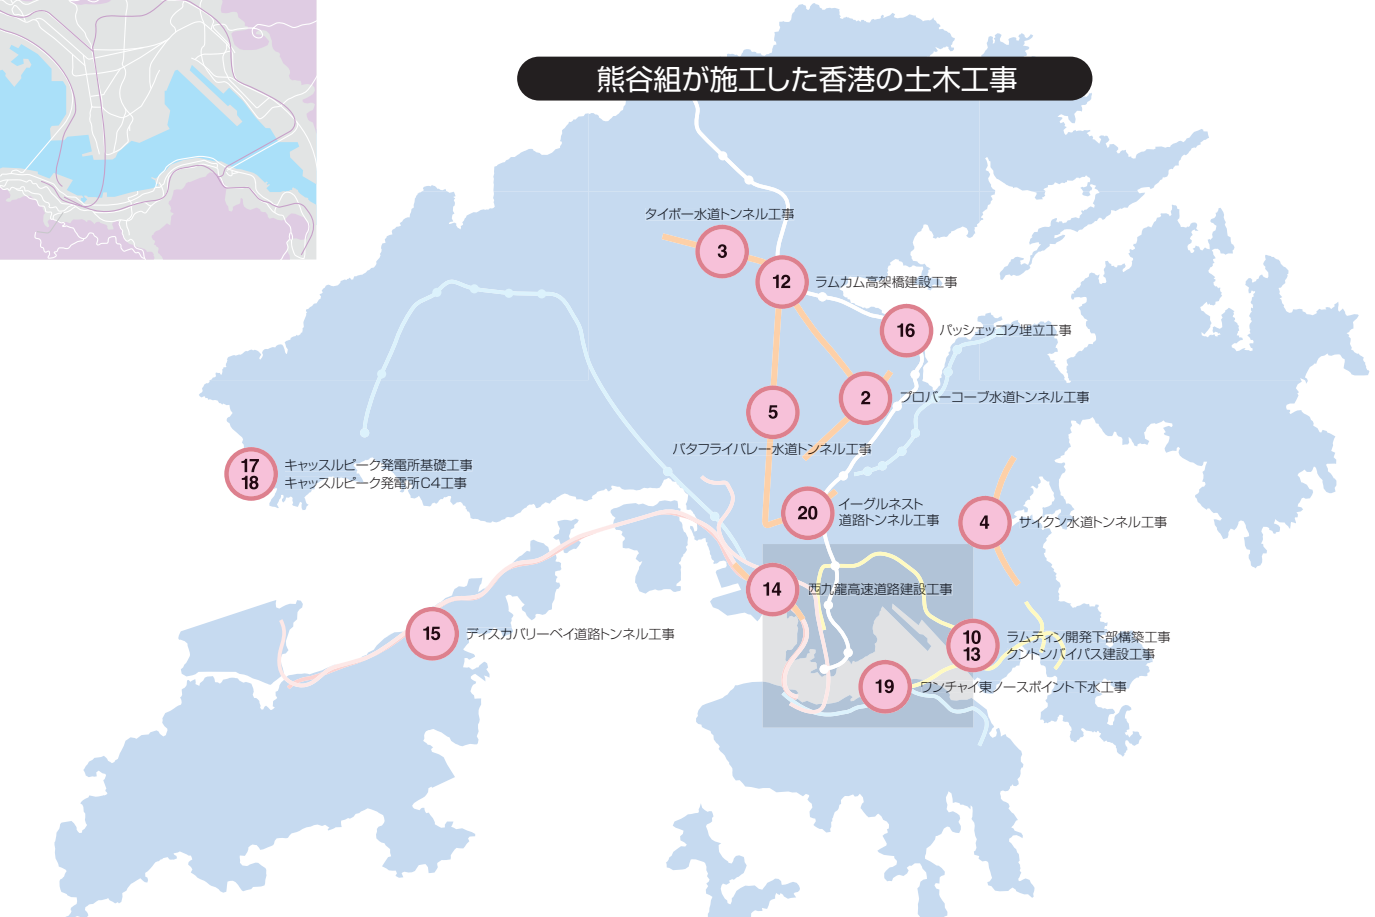 熊谷組が施工した香港の土木工事
タイポー水道トンネル工事
3
12
ラムカム高架橋建設工事
16
パッシェッコク埋立工事
2
プロバーコーブ水道トンネル工事
5
バタフライバレー水道トンネル工事
17
18
キャッスルピーク発電所基礎工事
キャッスルピーク発電所C4工事
20
イーグルネスト
道路トンネル工事
4
サイクン水道トンネル工事
14
西九龍高速道路建設工事
15
ディスカバリーベイ道路トンネル工事
10
13
ラムティン開発下部構築工事
クントンバイパス建設工事
19
ワンチャイ東ノースポイント下水工事